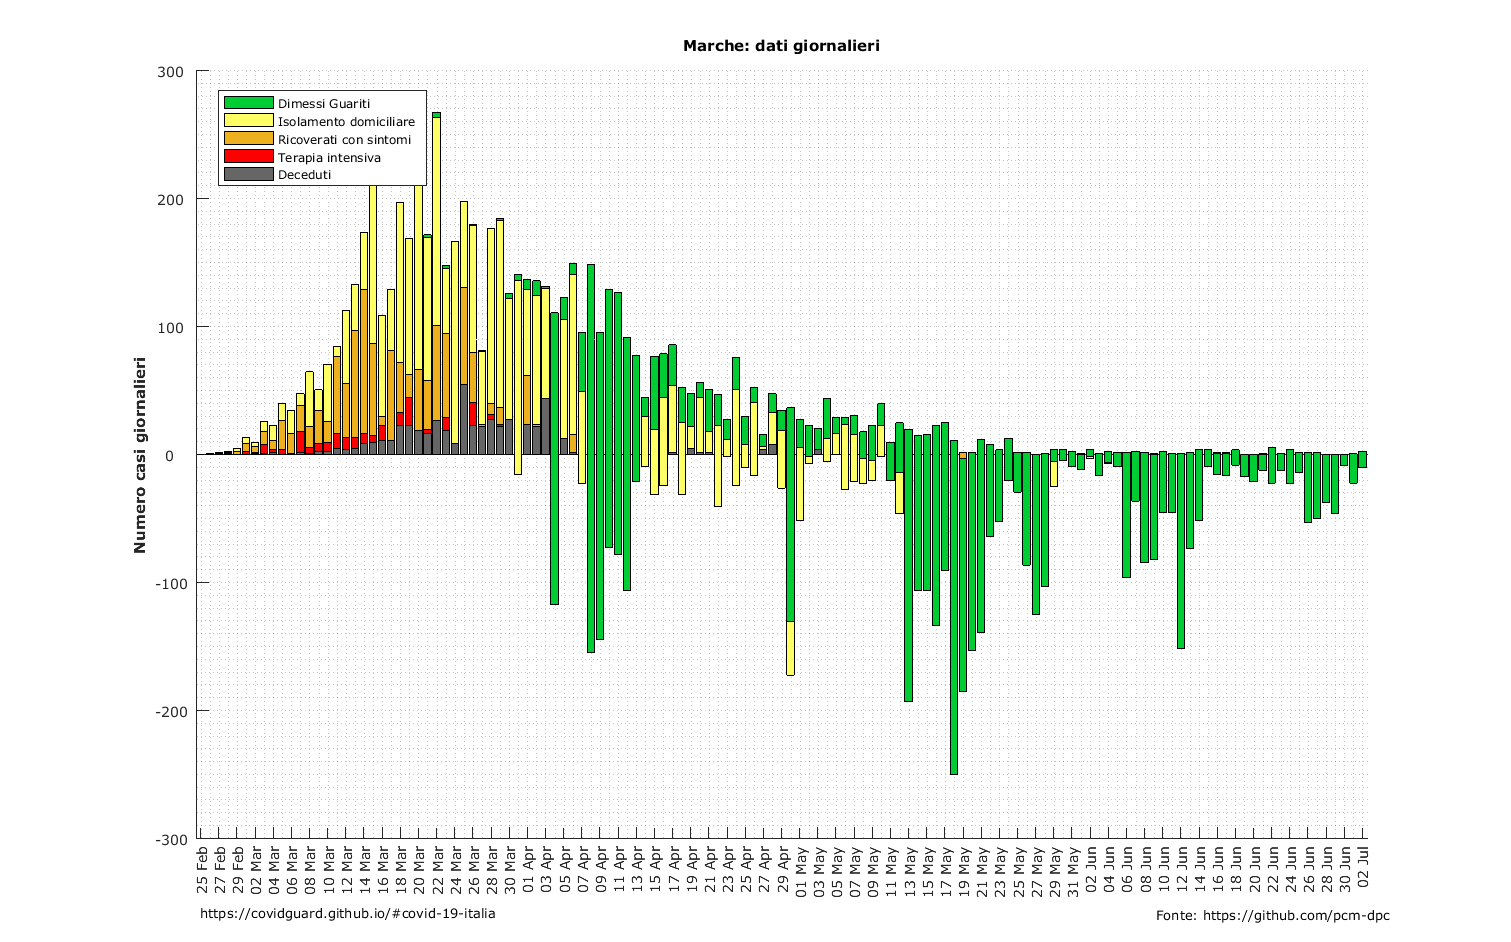 Marche: dati giornalieri
300
200
100
0
-100
-200
-300
Numero casi giornalieri
Dimessi Guariti
Isolamento domiciliare
Ricoverati con sintomi
Terapia intensiva
Deceduti
25 Feb
27 Feb
29 Feb
02 Mar
04 Mar
06 Mar
08 Mar
10 Mar
12 Mar
14 Mar
16 Mar
18 Mar
20 Mar
22 Mar
24 Mar
26 Mar
28 Mar
30 Mar
01 Apr
03 Apr
05 Apr
07 Apr
09 Apr
11 Apr
13 Apr
15 Apr
17 Apr
19 Apr
21 Apr
23 Apr
25 Apr
27 Apr
29 Apr
01 May
03 May
05 May
07 May
09 May
11 May
13 May
15 May
17 May
19 May
21 May
23 May
25 May
27 May
29 May
31 May
02 Jun
04 Jun
06 Jun
08 Jun
10 Jun
12 Jun
14 Jun
16 Jun
18 Jun
20 Jun
22 Jun
24 Jun
26 Jun
28 Jun
30 Jun
02 Jul
https://covidguard.github.io/#covid-19-italia
Fonte: https://github.com/pcm-dpc